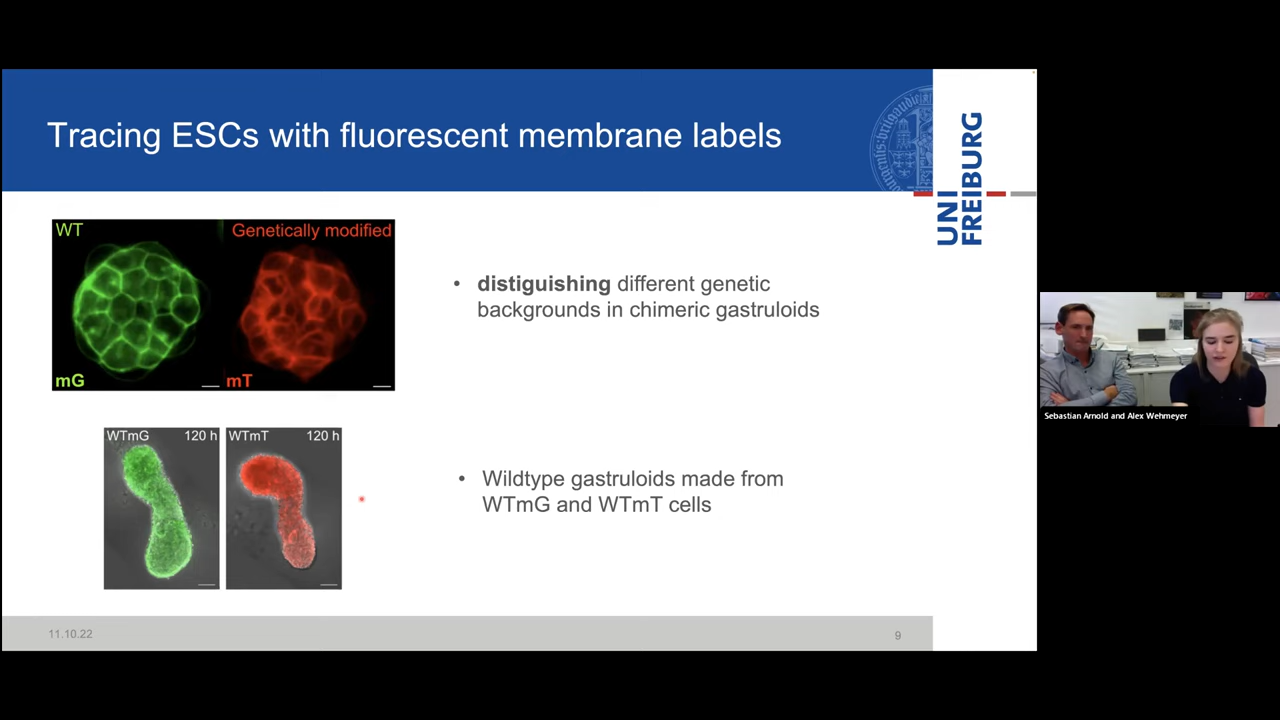 Tracing ESCs with fluorescent membrane labels
UNI
FREIBURG
WT
Genetically modified
mG
mT
• distiguishing different genetic
backgrounds in chimeric gastruloids
WTmG 120 h
WTmT 120 h
• Wildtype gastruloids made from
WTmG and WTmT cells
11.10.22
9
Sebastian Arnold and Alex Wehmeyer